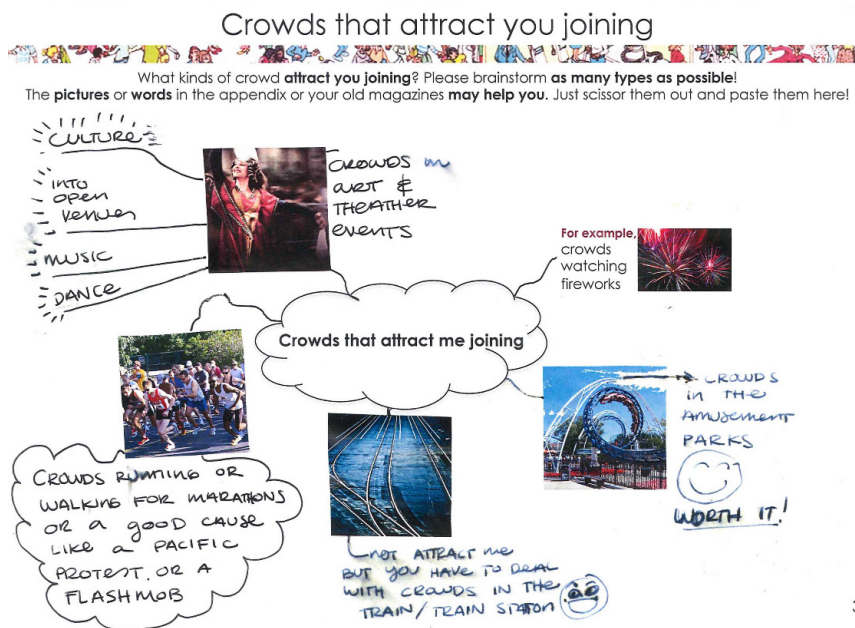 Crowds that attract you joining
What kinds of crowd attract you joining? Please brainstorm as many types as possible!
The pictures or words in the appendix or your old magazines may help you. Just scissor them out and paste them here!
CULTURE
INTO
OPEN
VENUES
MUSIC
DANCE
CROWDS IN
ART &
THEATHER
EVENTS
For example,
crowds
watching
fireworks
Crowds that attract me joining
CROWDS
IN THE
AMUSEMENT
PARKS
WORTH IT!
CROWDS RUNNING OR
WALKING FOR MARATHONS
OR A GOOD CAUSE
LIKE A PACIFIC
PROTEST. OR A
FLASHMOB
NOT ATTRACT ME
BUT YOU HAVE TO DEAL
WITH CROWDS IN THE
TRAIN/TRAIN STATION
3